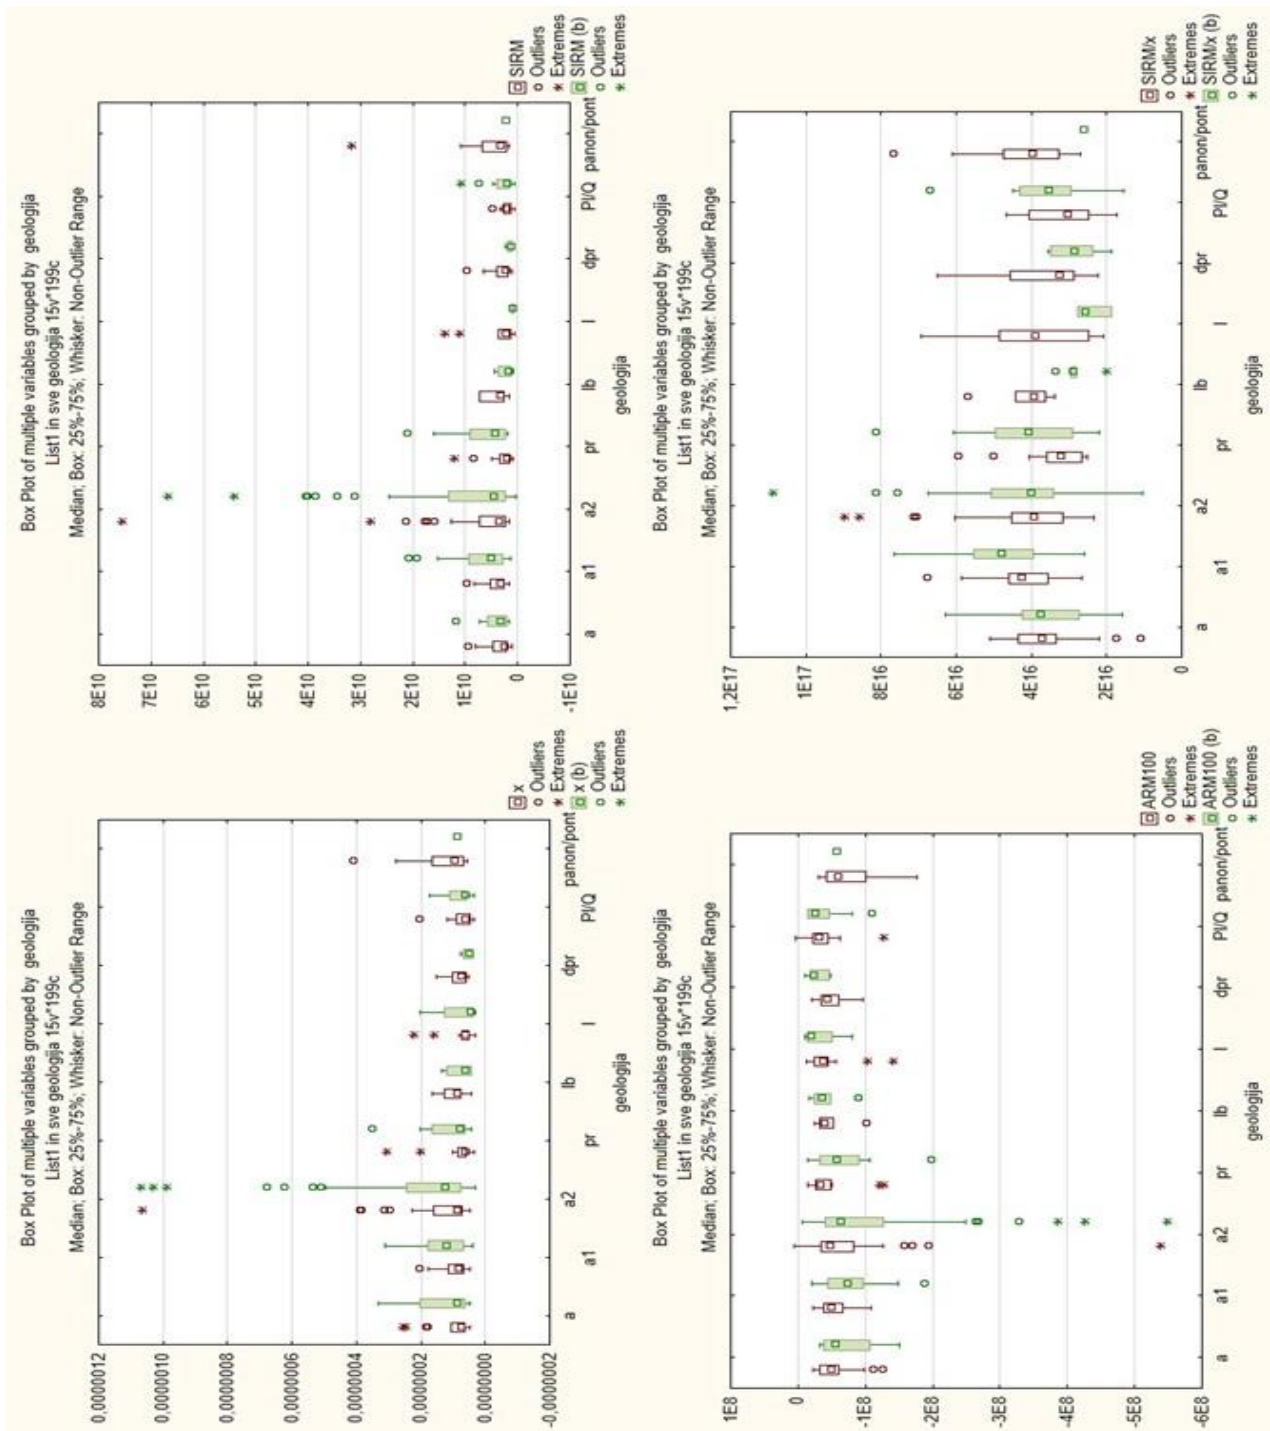 Box Plot of multiple variables grouped by geologija
List1 in sve geologija 15v*199c
Median; Box: 25%-75%; Whisker: Non-Outlier Range
0,0000012
0,0000010
0,0000008
0,0000006
0,0000004
0,0000002
0,0000000
-0,0000002
a a1 a2 pr lb l dpr Pl/Q panon/pont
geologija
x
Outliers
Extremes
x (b)
Outliers
Extremes
Box Plot of multiple variables grouped by geologija
List1 in sve geologija 15v*199c
Median; Box: 25%-75%; Whisker: Non-Outlier Range
8E10
7E10
6E10
5E10
4E10
3E10
2E10
1E10
0
-1E10
a a1 a2 pr lb l dpr Pl/Q panon/pont
geologija
SIRM
Outliers
Extremes
SIRM (b)
Outliers
Extremes
Box Plot of multiple variables grouped by geologija
List1 in sve geologija 15v*199c
Median; Box: 25%-75%; Whisker: Non-Outlier Range
1E8
0
-1E8
-2E8
-3E8
-4E8
-5E8
-6E8
a a1 a2 pr lb l dpr Pl/Q panon/pont
geologija
ARM100
Outliers
Extremes
ARM100 (b)
Outliers
Extremes
Box Plot of multiple variables grouped by geologija
List1 in sve geologija 15v*199c
Median; Box: 25%-75%; Whisker: Non-Outlier Range
1,2E17
1E17
8E16
6E16
4E16
2E16
0
a a1 a2 pr lb l dpr Pl/Q panon/pont
geologija
SIRM/x
Outliers
Extremes
SIRM/x (b)
Outliers
Extremes